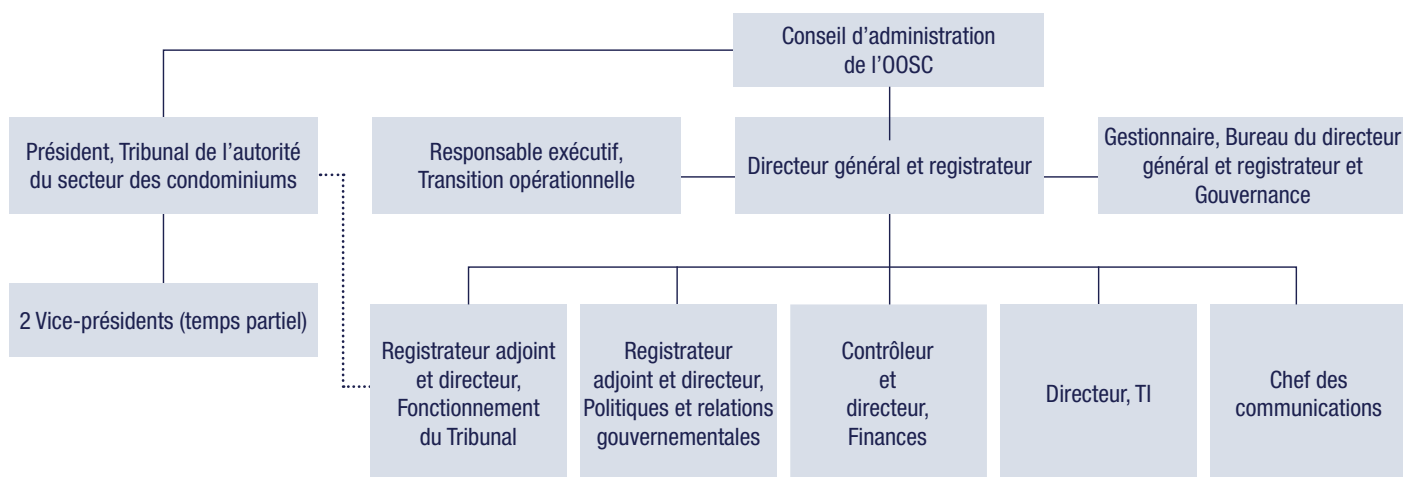 Conseil d’administration
de l’OOSC
Président, Tribunal de l’autorité
du secteur des condominiums
Responsable exécutif,
Transition opérationnelle
Directeur général et registrateur
Gestionnaire, Bureau du directeur
général et registrateur et
Gouvernance
2 Vice-présidents (temps partiel)
Registrateur adjoint
et directeur,
Fonctionnement
du Tribunal
Registrateur
adjoint et directeur,
Politiques et relations
gouvernementales
Contrôleur
et
directeur,
Finances
Directeur, TI
Chef des
communications